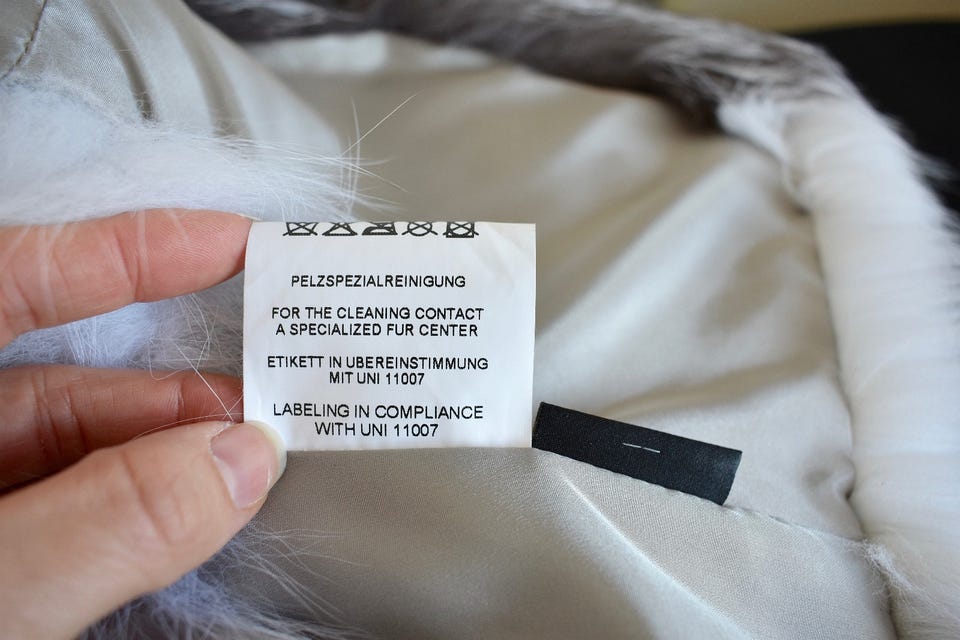 PELZSPEZIALREINIGUNG
FOR THE CLEANING CONTACT
A SPECIALIZED FUR CENTER
ETIKETT IN UBEREINSTIMMUNG
MIT UNI 11007
LABELING IN COMPLIANCE
WITH UNI 11007